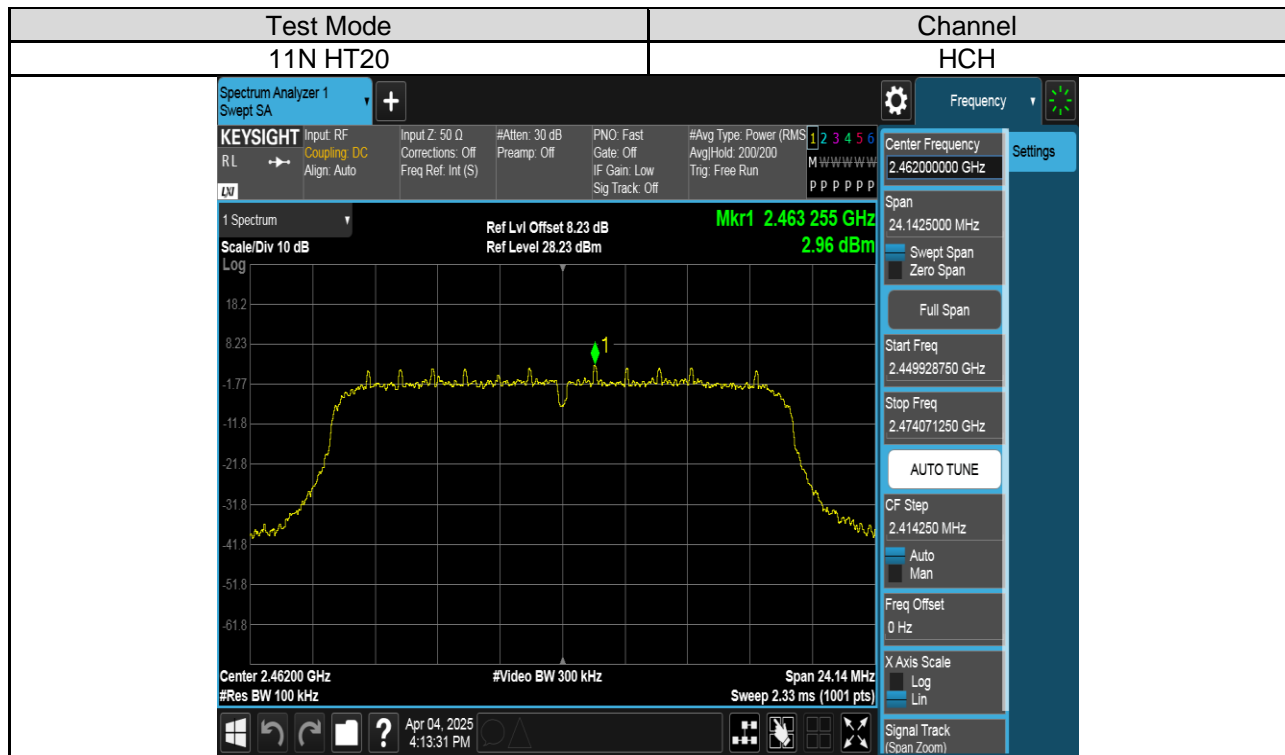 Test Mode Channel
11N HT20 HCH
Spectrum Analyzer 1
Swept SA
+
Frequency
KEYSIGHT Input: RF Input Z: 50 Ω #Atten: 30 dB PNO: Fast #Avg Type: Power (RMS 1 2 3 4 5 6
RL Coupling: DC Corrections: Off Preamp: Off Gate: Off Avg|Hold: 200/200 M W W W W W
Align: Auto Freq Ref: Int (S) IF Gain: Low Trig: Free Run
LXI Sig Track: Off P P P P P P
1 Spectrum
Ref Lvl Offset 8.23 dB Mkr1 2.463 255 GHz
Scale/Div 10 dB Ref Level 28.23 dBm 2.96 dBm
Log
18.2
8.23
1
-1.77
-11.8
-21.8
-31.8
-41.8
-51.8
-61.8
Center 2.46200 GHz #Video BW 300 kHz Span 24.14 MHz
#Res BW 100 kHz Sweep 2.33 ms (1001 pts)
? Apr 04, 2025
4:13:31 PM
Center Frequency
2.462000000 GHz
Settings
Span
24.1425000 MHz
Swept Span
Zero Span
Full Span
Start Freq
2.449928750 GHz
Stop Freq
2.474071250 GHz
AUTO TUNE
CF Step
2.414250 MHz
Auto
Man
Freq Offset
0 Hz
X Axis Scale
Log
Lin
Signal Track
(Span Zoom)